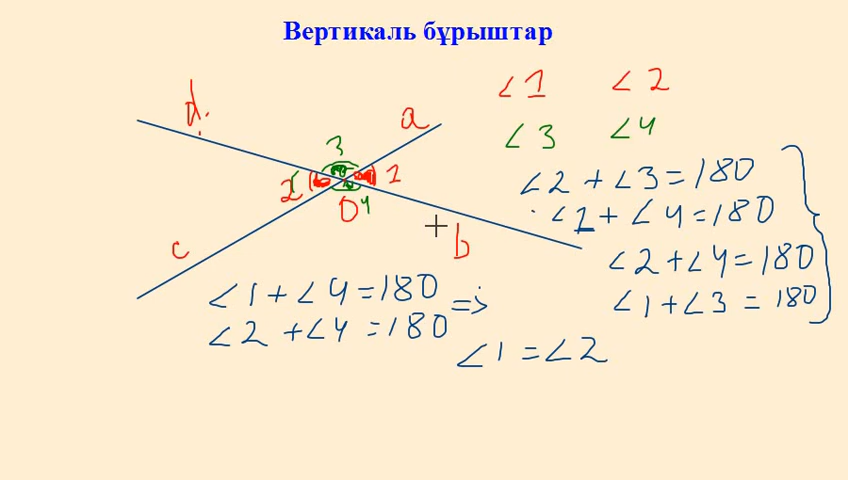 Вертикаль бұрыштар
∠1 ∠2
∠3 ∠4
d
a
3
2 1
O 4
c
b
∠2 + ∠3 = 180
∠1 + ∠4 = 180
∠2 + ∠4 = 180
∠1 + ∠3 = 180
∠1 + ∠4 = 180
∠2 + ∠4 = 180 =>
∠1 = ∠2